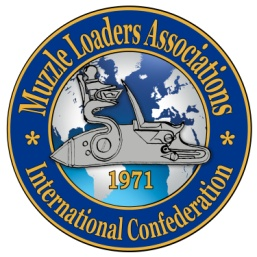 Muzzle Loaders Associations
1971
International Confederation